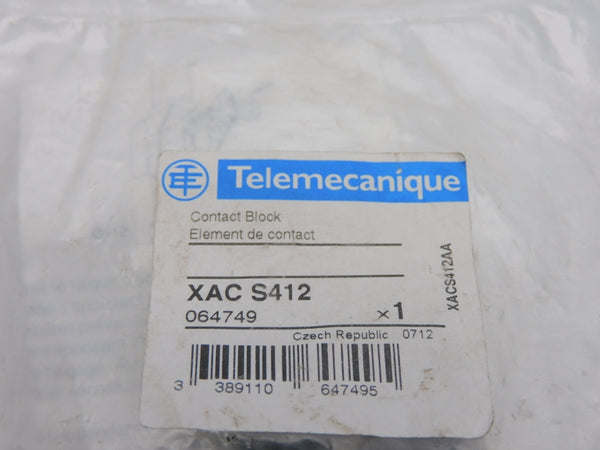 Telemecanique
Contact Block
Element de contact
XAC S412
064749 x 1
XACS412AA
Czech Republic 0712
3 389110 647495